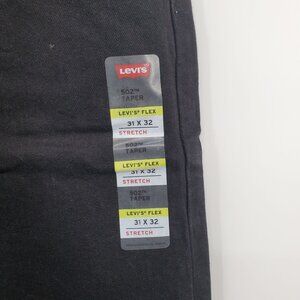 Levi's
502™
TAPER
LEVI'S® FLEX
31 X 32
STRETCH
502™
TAPER
LEVI'S® FLEX
31 X 32
STRETCH
502™
TAPER
LEVI'S® FLEX
31 X 32
STRETCH